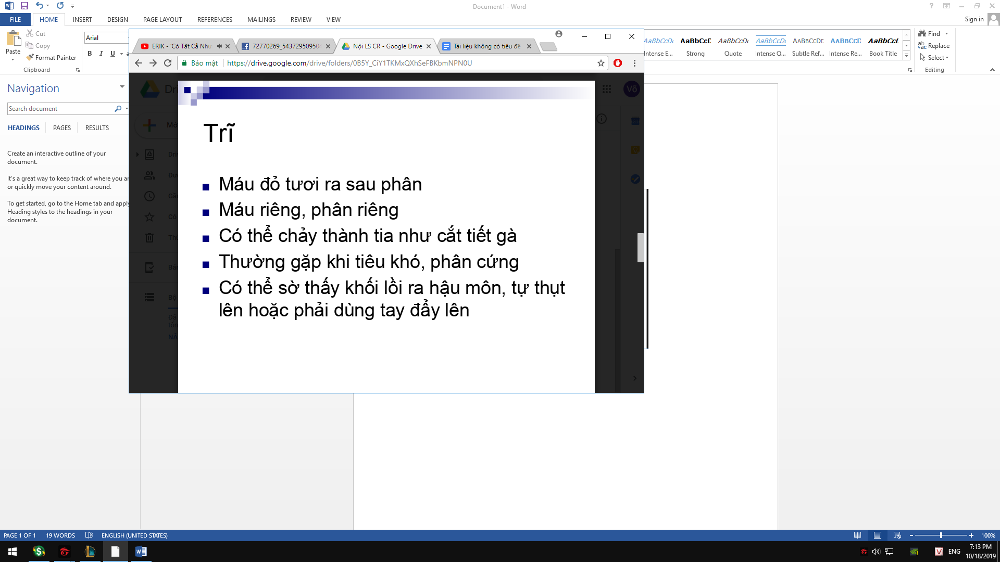 Document1 - Word
FILE
HOME
INSERT
DESIGN
PAGE LAYOUT
REFERENCES
MAILINGS
REVIEW
VIEW
Sign in
Paste
Cut
Copy
Format Painter
Clipboard
Arial
B I U
ERIK - 'Có Tất Cả Như
72770269_54372950950
Nội LS CR - Google Drive
Tài liệu không có tiêu đề
Bảo mật
https://drive.google.com/drive/folders/0B5Y_CiY1TKMxQXhSeFBKbmNPN0U
AaBbCcDc AaBbCcD AaBbCcDc AaBbCcDc AaBbCcDc AaBbCcD AaBbCcL
Intense E... Strong Quote Intense Q... Subtle Ref... Intense Re... Book Title
Find
Replace
Select
Editing
Navigation
Search document
HEADINGS PAGES RESULTS
Create an interactive outline of your
document.
It's a great way to keep track of where you
or quickly move your content around.
To get started, go to the Home tab and apply
Heading styles to the headings in your
document.
Võ
Trĩ
Máu đỏ tươi ra sau phân
Máu riêng, phân riêng
Có thể chảy thành tia như cắt tiết gà
Thường gặp khi tiêu khó, phân cứng
Có thể sờ thấy khối lồi ra hậu môn, tự thụt
lên hoặc phải dùng tay đẩy lên
PAGE 1 OF 1
19 WORDS
ENGLISH (UNITED STATES)
100%
ENG
7:13 PM
10/18/2019